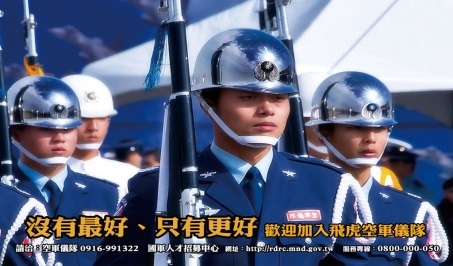 沒有最好、只有更好 歡迎加入飛虎空軍儀隊
請洽：空軍儀隊 0916-991322 國軍人才招募中心 網址：http://rdrc.mnd.gov.tw 服務專線：0800-000-050